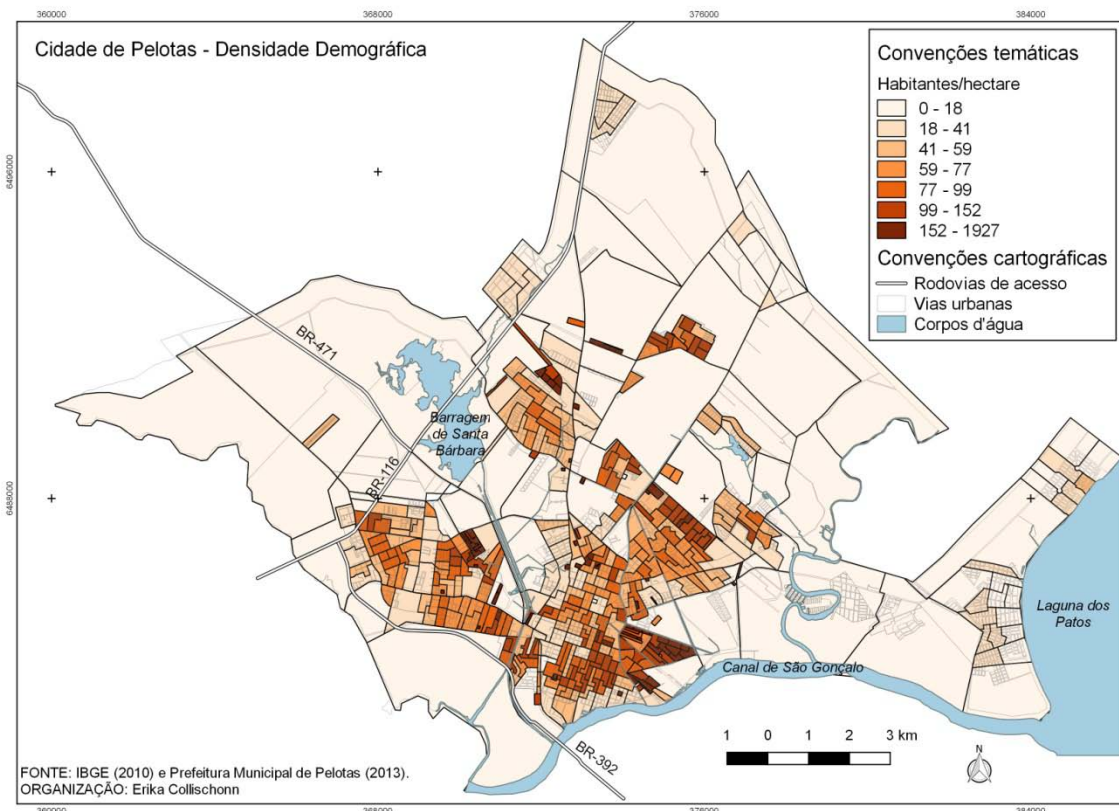 360000
368000
376000
384000
Cidade de Pelotas - Densidade Demográfica
Convenções temáticas
Habitantes/hectare
0 - 18
18 - 41
41 - 59
59 - 77
77 - 99
99 - 152
152 - 1927
Convenções cartográficas
Rodovias de acesso
Vias urbanas
Corpos d'água
6496000
BR-471
Barragem
de Santa
Bárbara
BR-116
6488000
Laguna dos
Patos
Canal de São Gonçalo
1 0 1 2 3 km
N
BR-392
FONTE: IBGE (2010) e Prefeitura Municipal de Pelotas (2013).
ORGANIZAÇÃO: Erika Collischonn
360000
368000
376000
384000